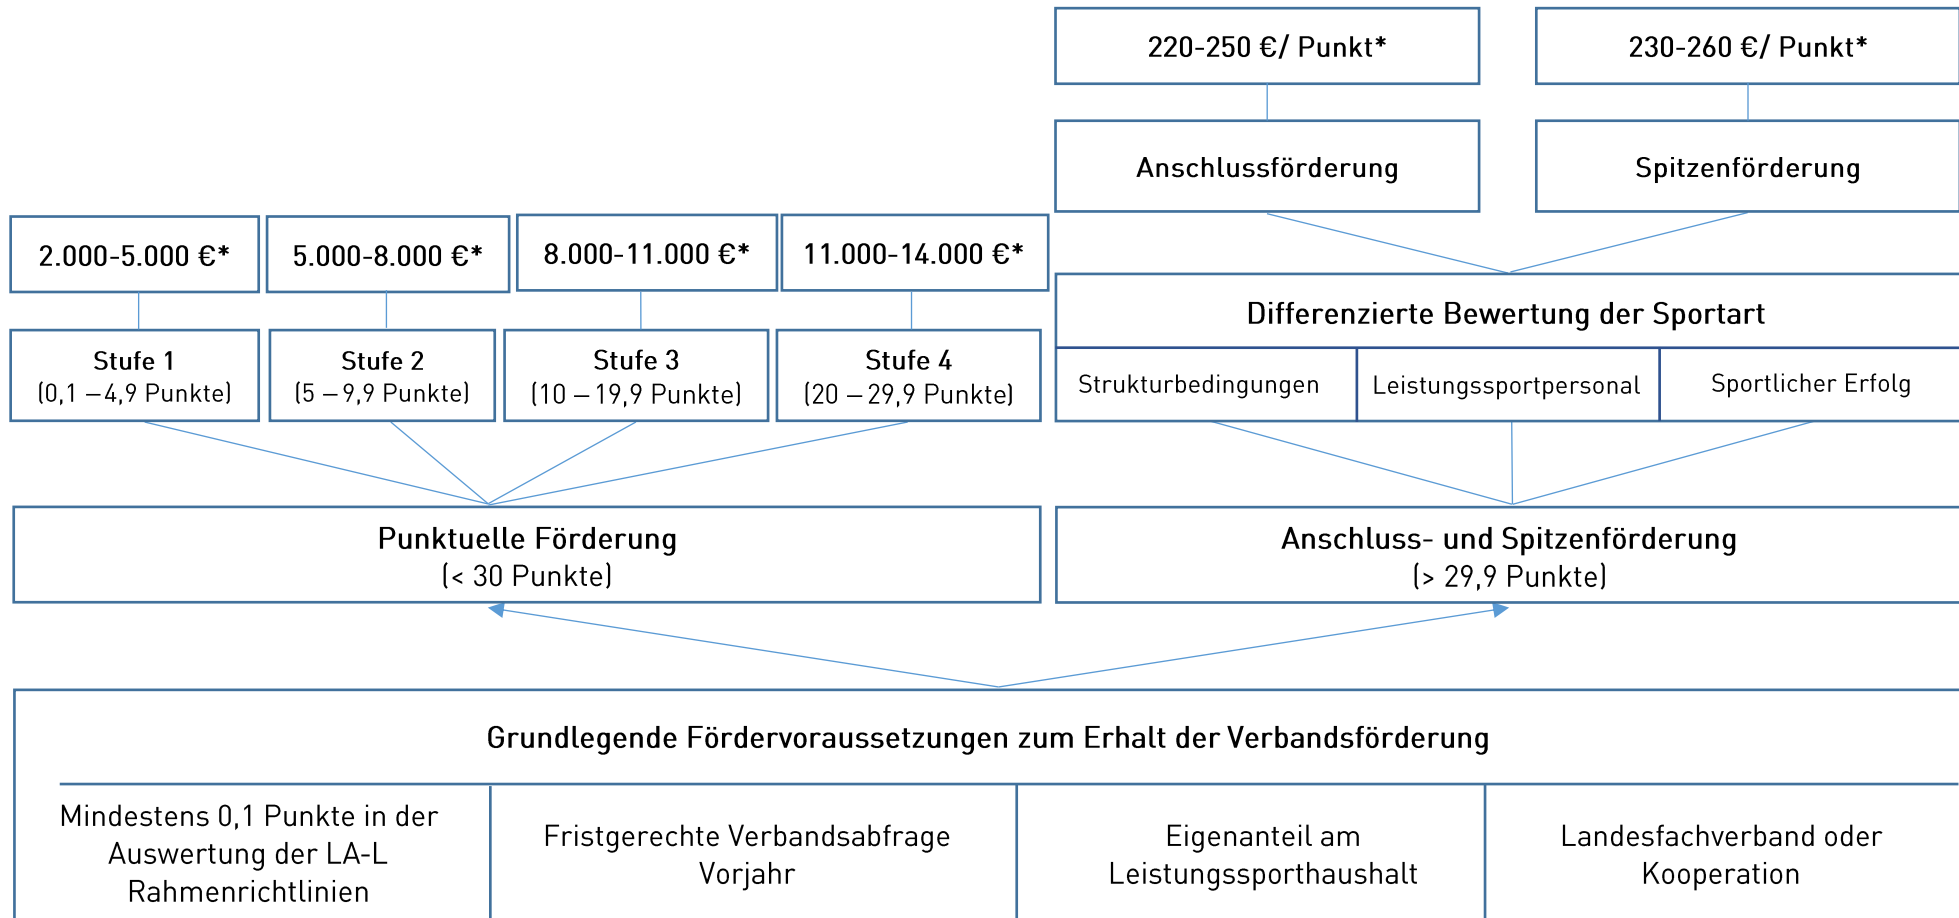 220-250 €/ Punkt*
230-260 €/ Punkt*
Anschlussförderung
Spitzenförderung
2.000-5.000 €*
5.000-8.000 €*
8.000-11.000 €*
11.000-14.000 €*
Differenzierte Bewertung der Sportart
Strukturbedingungen
Leistungssportpersonal
Sportlicher Erfolg
Stufe 1
(0,1 – 4,9 Punkte)
Stufe 2
(5 – 9,9 Punkte)
Stufe 3
(10 – 19,9 Punkte)
Stufe 4
(20 – 29,9 Punkte)
Punktuelle Förderung
(< 30 Punkte)
Anschluss- und Spitzenförderung
(> 29,9 Punkte)
Grundlegende Fördervoraussetzungen zum Erhalt der Verbandsförderung
Mindestens 0,1 Punkte in der
Auswertung der LA-L
Rahmenrichtlinien
Fristgerechte Verbandsabfrage
Vorjahr
Eigenanteil am
Leistungssporthaushalt
Landesfachverband oder
Kooperation